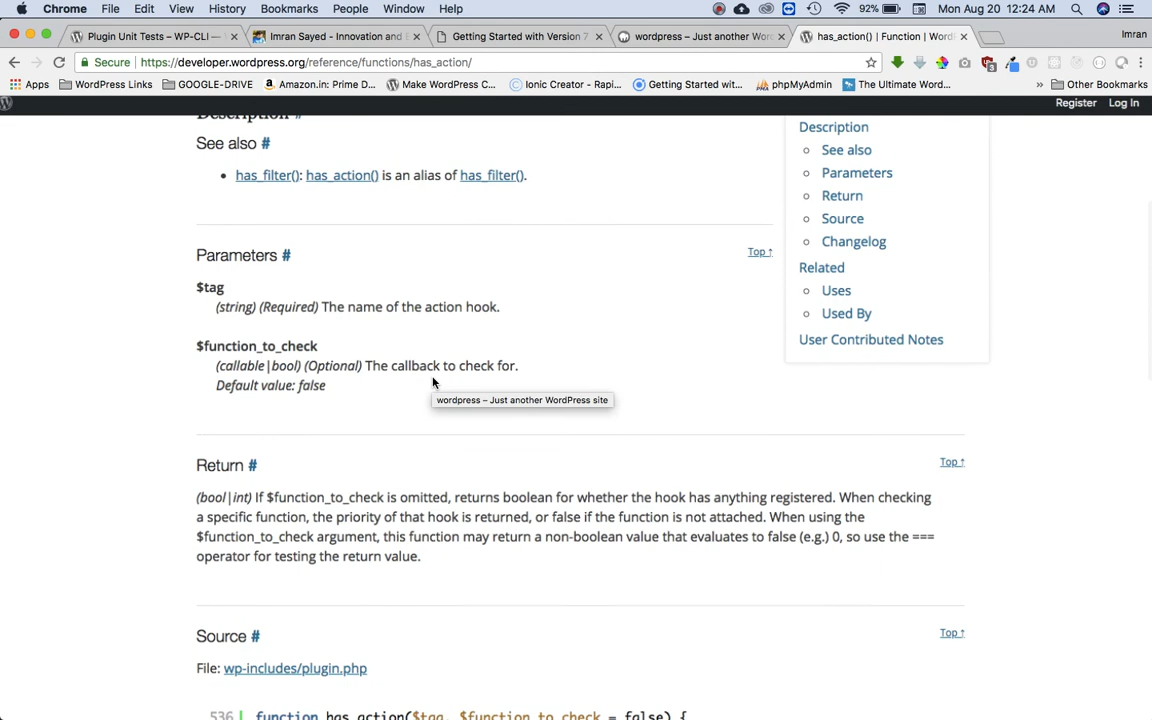 Chrome File Edit View History Bookmarks People Window Help 92% Mon Aug 20 12:24 AM
Plugin Unit Tests – WP-CLI – Imran Sayed - Innovation and E Getting Started with Version 7 wordpress – Just another Word has_action() | Function | Word Imran
Secure https://developer.wordpress.org/reference/functions/has_action/
Apps WordPress Links GOOGLE-DRIVE Amazon.in: Prime D... Make WordPress C... Ionic Creator - Rapi... Getting Started wit... phpMyAdmin The Ultimate Word... » Other Bookmarks
Register Log In
Description #
See also #
has_filter(): has_action() is an alias of has_filter().
Description
See also
Parameters
Return
Source
Changelog
Related
Uses
Used By
User Contributed Notes
Parameters #
Top ↑
$tag
(string) (Required) The name of the action hook.
$function_to_check
(callable|bool) (Optional) The callback to check for.
Default value: false
wordpress – Just another WordPress site
Return #
Top ↑
(bool|int) If $function_to_check is omitted, returns boolean for whether the hook has anything registered. When checking
a specific function, the priority of that hook is returned, or false if the function is not attached. When using the
$function_to_check argument, this function may return a non-boolean value that evaluates to false (e.g.) 0, so use the ===
operator for testing the return value.
Source #
Top ↑
File: wp-includes/plugin.php
536 function has_action($tag, $function_to_check = false) {